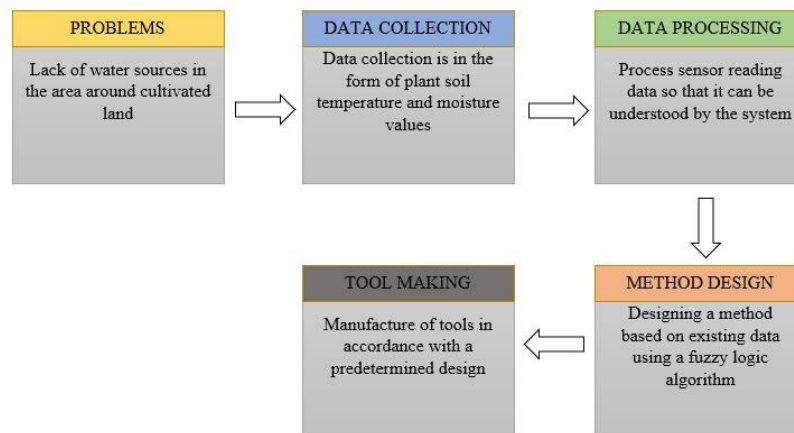 PROBLEMS
Lack of water sources in
the area around cultivated
land
DATA COLLECTION
Data collection is in the
form of plant soil
temperature and moisture
values
DATA PROCESSING
Process sensor reading
data so that it can be
understood by the system
METHOD DESIGN
Designing a method
based on existing data
using a fuzzy logic
algorithm
TOOL MAKING
Manufacture of tools in
accordance with a
predetermined design